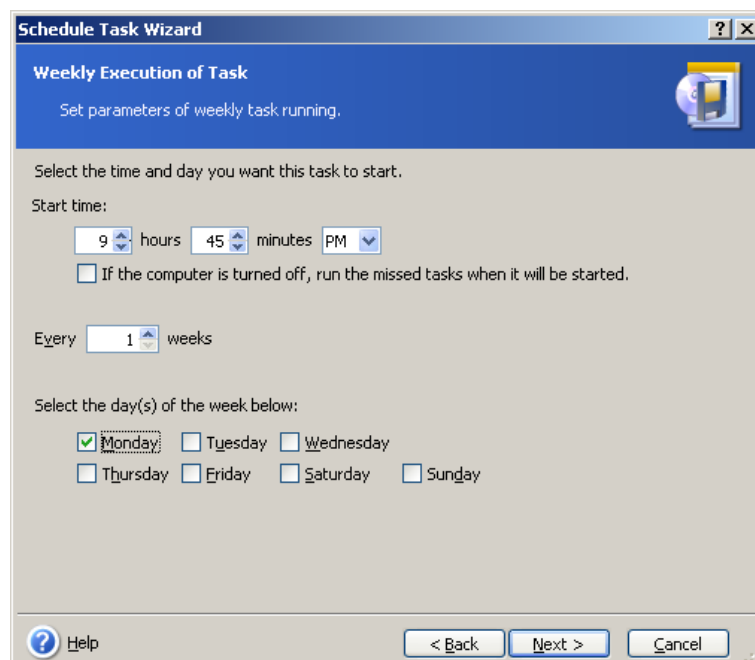 Schedule Task Wizard
Weekly Execution of Task
Set parameters of weekly task running.
Select the time and day you want this task to start.
Start time:
9 hours 45 minutes PM
If the computer is turned off, run the missed tasks when it will be started.
Every 1 weeks
Select the day(s) of the week below:
Monday Tuesday Wednesday
Thursday Friday Saturday Sunday
? Help < Back Next > Cancel